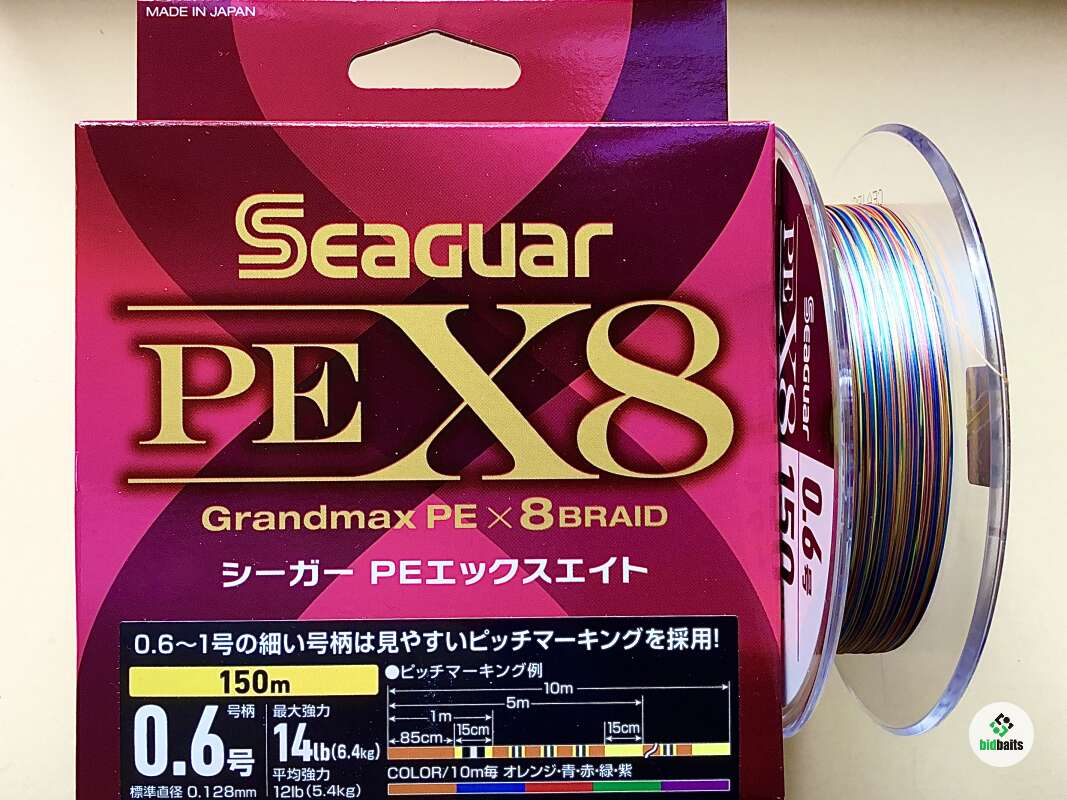 MADE IN JAPAN
SEAGUAR
PE X8
Grandmax PE × 8 BRAID
シーガー PEエックスエイト
0.6～1号の細い号柄は見やすいピッチマーキングを採用!
150m
●ピッチマーキング例
10m
5m
1m
15cm
15cm
85cm
号柄
0.6号
標準直径 0.128mm
最大強力
14lb(6.4kg)
平均強力
12lb(5.4kg)
COLOR/10m毎 オレンジ・青・赤・緑・紫
SEAGUAR
PE X8
0.6号
150
bidbaits